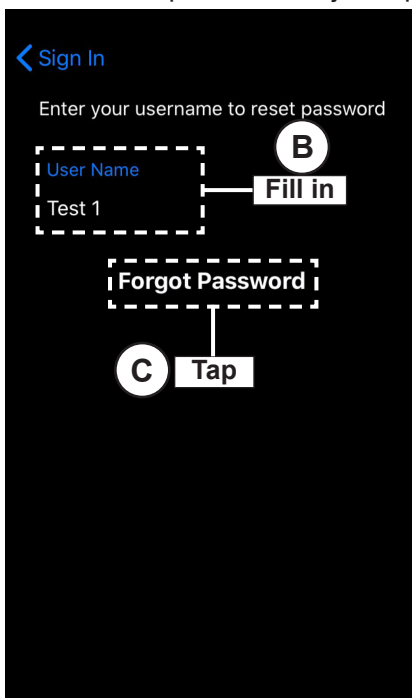 Sign In
Enter your username to reset password
B
User Name
Fill in
Test 1
Forgot Password
C
Tap